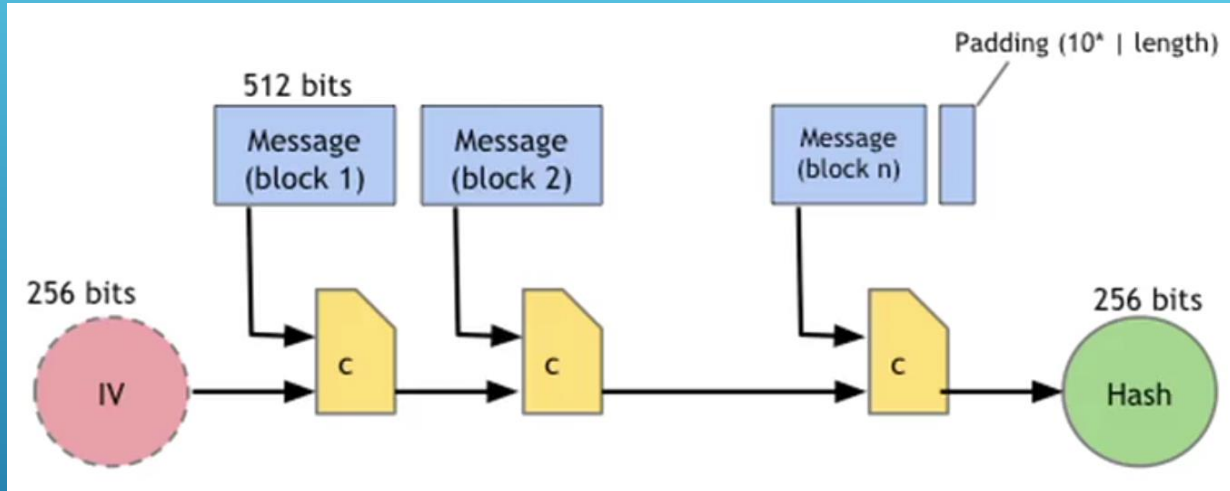 Padding (10* | length)
512 bits
Message
(block 1)
Message
(block 2)
Message
(block n)
256 bits
IV
C
C
C
256 bits
Hash